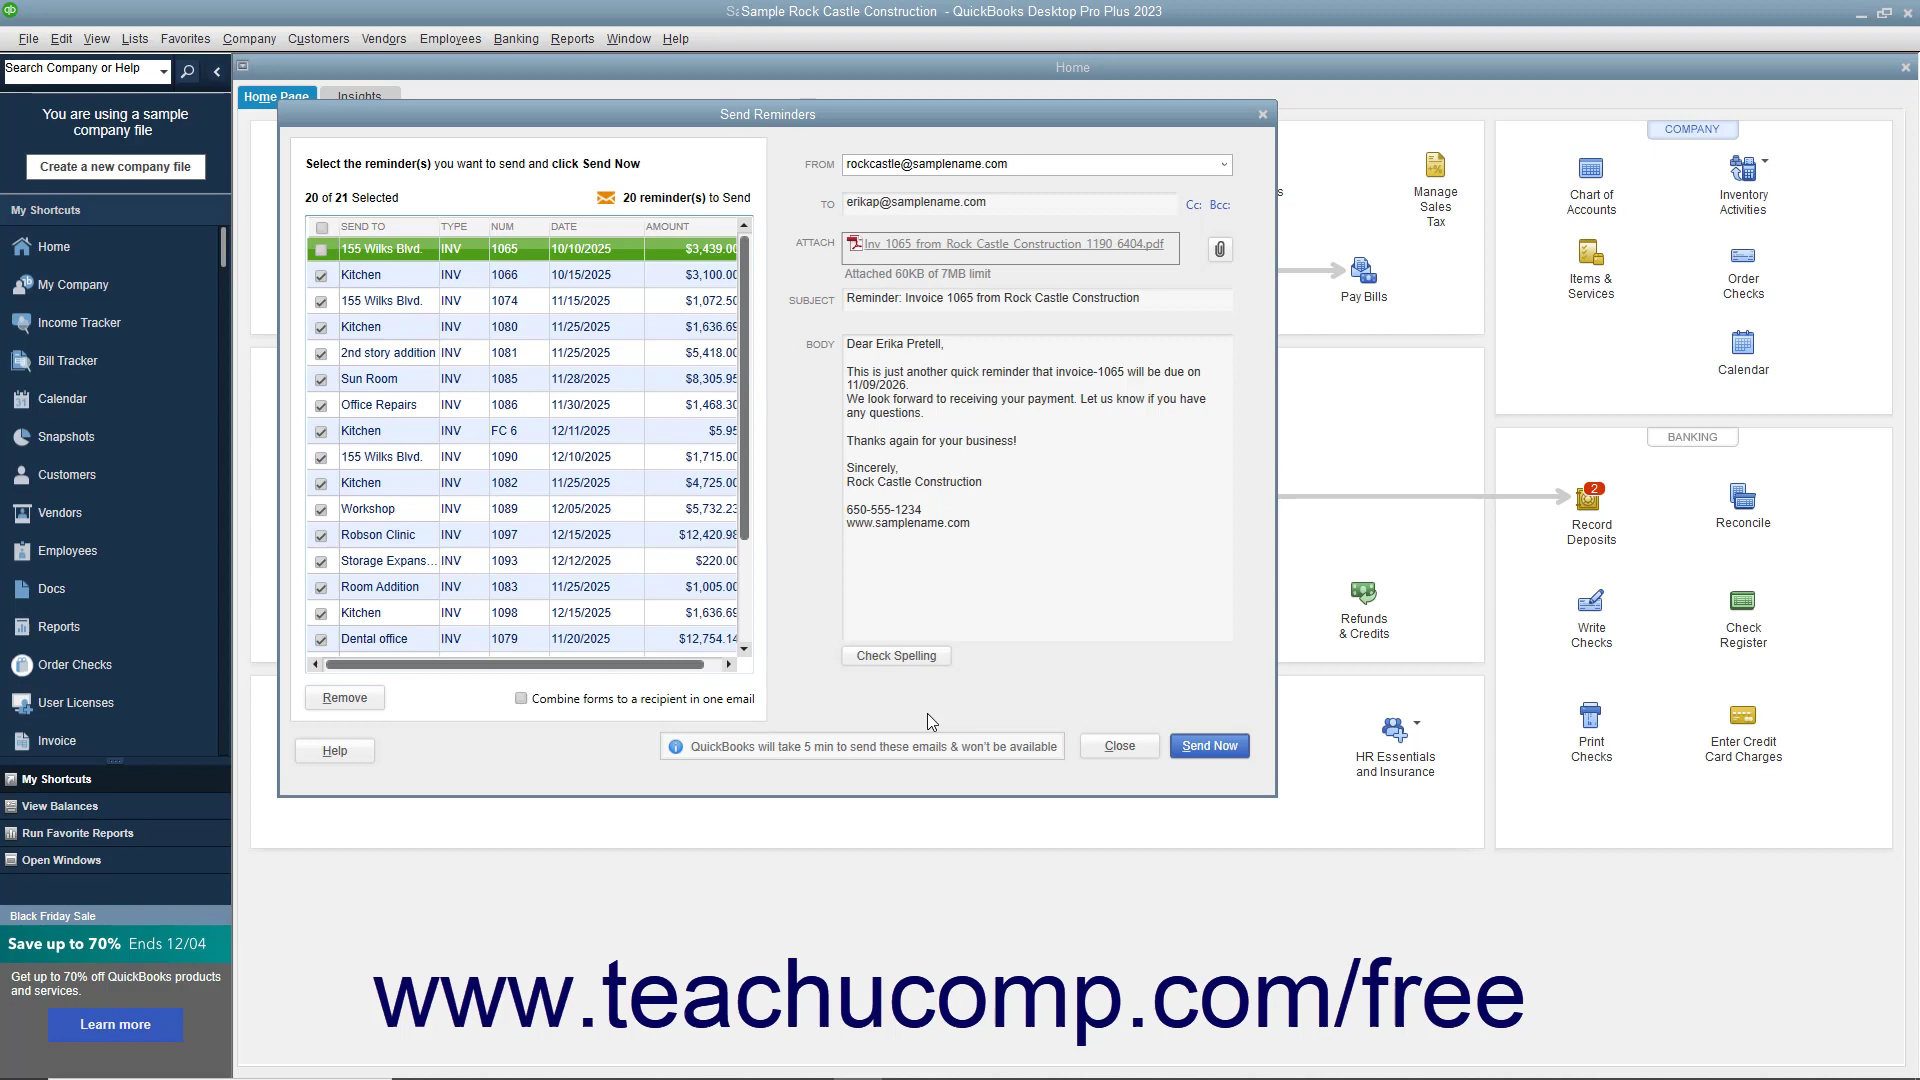 Sample Rock Castle Construction - QuickBooks Desktop Pro Plus 2023
File Edit View Lists Favorites Company Customers Vendors Employees Banking Reports Window Help
Search Company or Help
Home
You are using a sample
company file
Create a new company file
My Shortcuts
Home
My Company
Income Tracker
Bill Tracker
Calendar
Snapshots
Customers
Vendors
Employees
Docs
Reports
Order Checks
User Licenses
Invoice
My Shortcuts
View Balances
Run Favorite Reports
Open Windows
Black Friday Sale
Save up to 70% Ends 12/04
Get up to 70% off QuickBooks products
and services.
Learn more
Home Page Insights
Send Reminders
Select the reminder(s) you want to send and click Send Now
20 of 21 Selected 20 reminder(s) to Send
SEND TO TYPE NUM DATE AMOUNT
155 Wilks Blvd. INV 1065 10/10/2025 $3,439.00
Kitchen INV 1066 10/15/2025 $3,100.00
155 Wilks Blvd. INV 1074 11/15/2025 $1,072.50
Kitchen INV 1080 11/25/2025 $1,636.69
2nd story addition INV 1081 11/25/2025 $5,418.00
Sun Room INV 1085 11/28/2025 $8,305.95
Office Repairs INV 1086 11/30/2025 $1,468.30
Kitchen INV FC 6 12/11/2025 $5.95
155 Wilks Blvd. INV 1090 12/10/2025 $1,715.00
Kitchen INV 1082 11/25/2025 $4,725.00
Workshop INV 1089 12/05/2025 $5,732.23
Robson Clinic INV 1097 12/15/2025 $12,420.98
Storage Expans... INV 1093 12/12/2025 $220.00
Room Addition INV 1083 11/25/2025 $1,005.00
Kitchen INV 1098 12/15/2025 $1,636.69
Dental office INV 1079 11/20/2025 $12,754.14
Remove
Combine forms to a recipient in one email
Help
FROM rockcastle@samplename.com
TO erikap@samplename.com Cc: Bcc:
ATTACH Inv_1065_from_Rock_Castle_Construction_1190_6404.pdf
Attached 60KB of 7MB limit
SUBJECT Reminder: Invoice 1065 from Rock Castle Construction
BODY Dear Erika Pretell,
This is just another quick reminder that invoice-1065 will be due on
11/09/2026.
We look forward to receiving your payment. Let us know if you have
any questions.
Thanks again for your business!
Sincerely,
Rock Castle Construction
650-555-1234
www.samplename.com
Check Spelling
QuickBooks will take 5 min to send these emails & won't be available
Close
Send Now
Manage
Sales
Tax
Pay Bills
Refunds
& Credits
HR Essentials
and Insurance
COMPANY
Chart of
Accounts
Inventory
Activities
Items &
Services
Order
Checks
Calendar
BANKING
2
Record
Deposits
Reconcile
Write
Checks
Check
Register
Print
Checks
Enter Credit
Card Charges
www.teachucomp.com/free